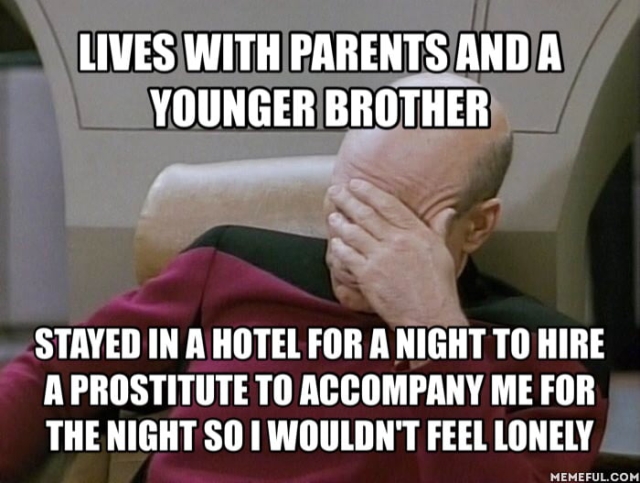 LIVES WITH PARENTS AND A
YOUNGER BROTHER
STAYED IN A HOTEL FOR A NIGHT TO HIRE
A PROSTITUTE TO ACCOMPANY ME FOR
THE NIGHT SO I WOULDN'T FEEL LONELY
MEMEFUL.COM